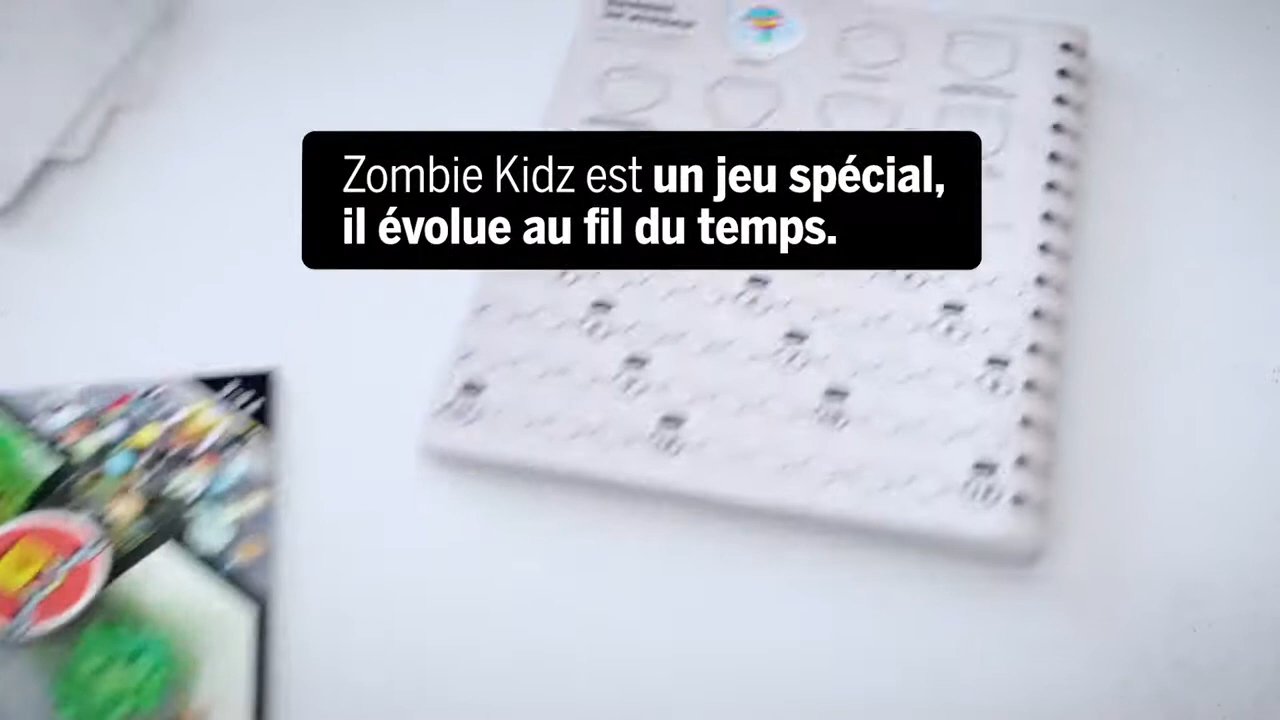 Zombie Kidz est un jeu spécial,
il évolue au fil du temps.